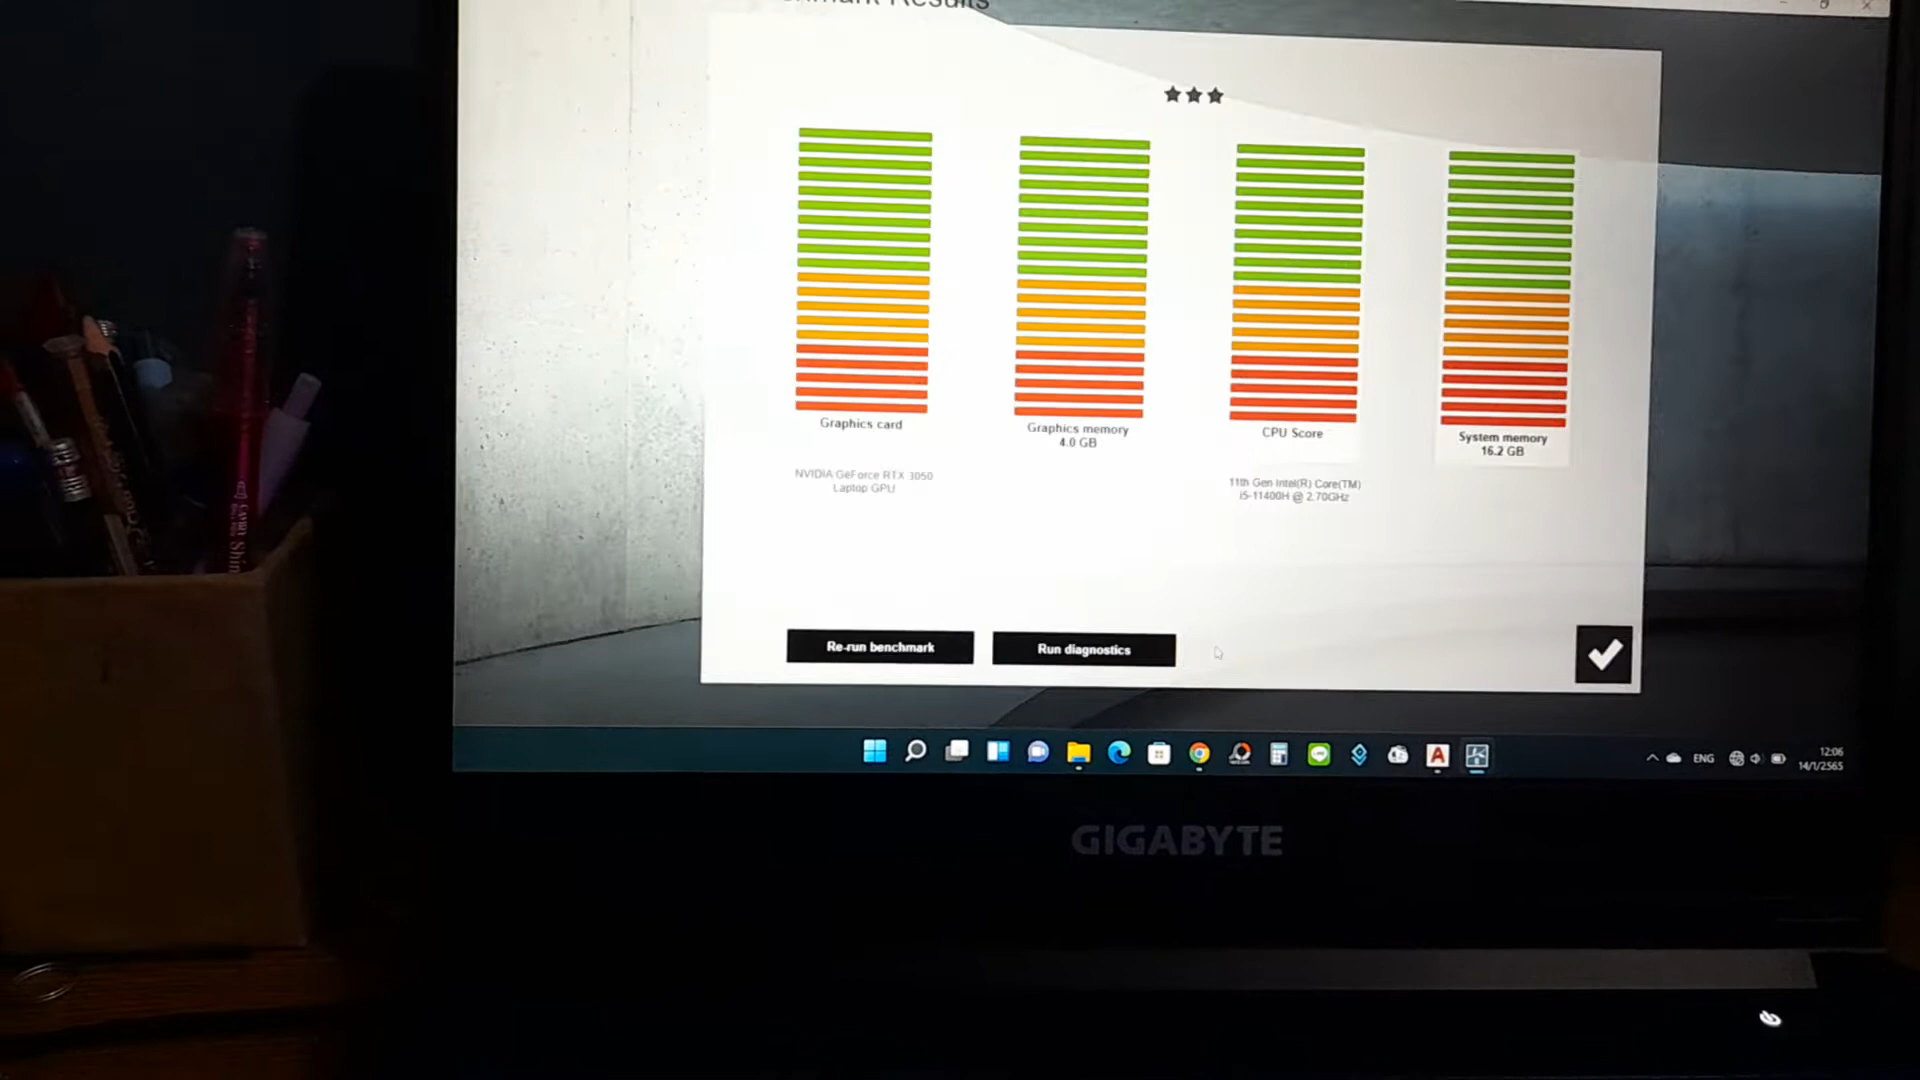 Results
Graphics card
Graphics memory
4.0 GB
CPU Score
System memory
16.2 GB
NVIDIA GeForce RTX 3050
Laptop GPU
11th Gen Intel(R) Core(TM)
i5-11400H @ 2.70GHz
Re-run benchmark
Run diagnostics
ENG
12:06
14/1/2565
GIGABYTE